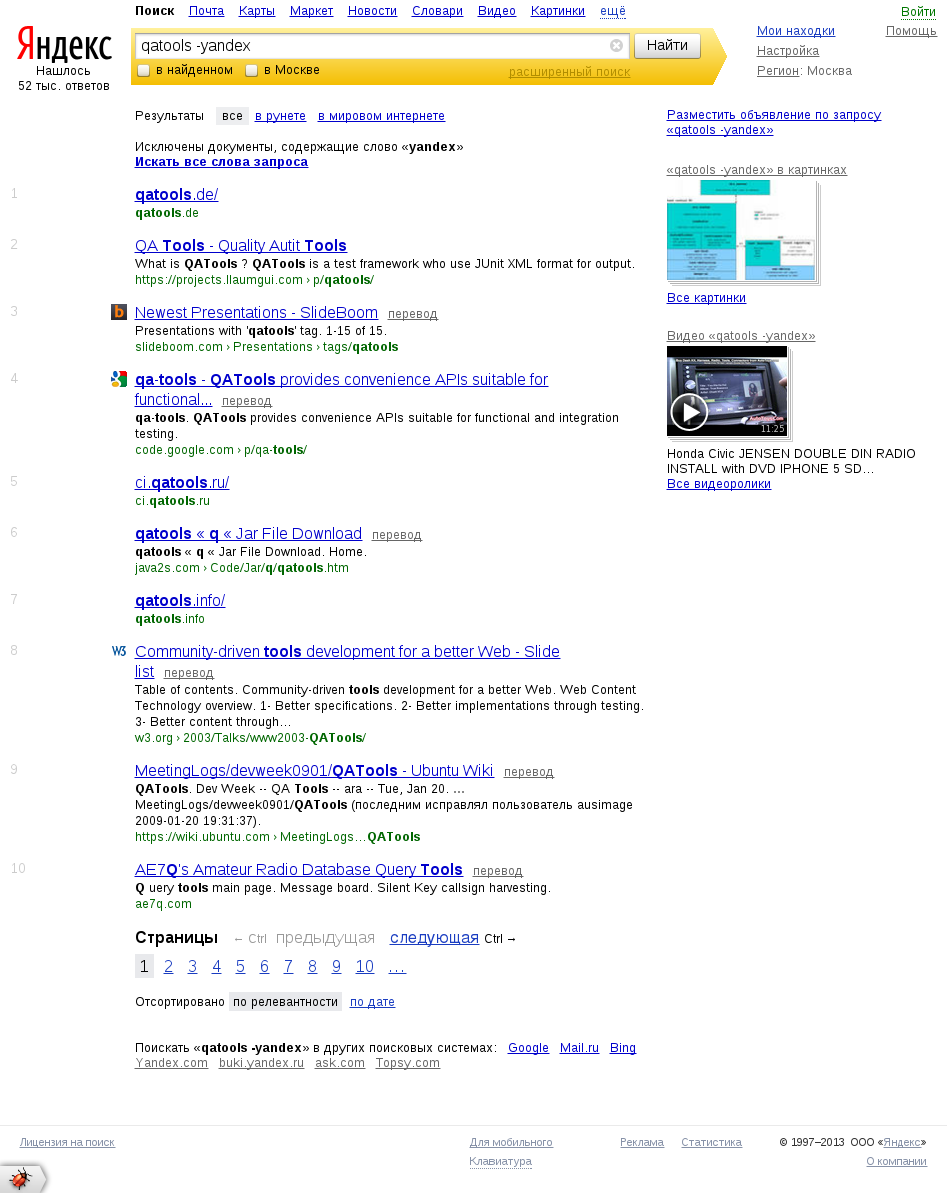 Поиск Почта Карты Маркет Новости Словари Видео Картинки ещё
Войти
Яндекс
Нашлось
52 тыс. ответов
qatools -yandex
Найти
в найденном в Москве расширенный поиск
Мои находки Помощь
Настройка
Регион: Москва
Результаты все в рунете в мировом интернете
Исключены документы, содержащие слово «yandex»
Искать все слова запроса
1 qatools.de/
qatools.de
2 QA Tools - Quality Autit Tools
What is QATools ? QATools is a test framework who use JUnit XML format for output.
https://projects.llaumgui.com › p/qatools/
3 Newest Presentations - SlideBoom перевод
Presentations with 'qatools' tag. 1-15 of 15.
slideboom.com › Presentations › tags/qatools
4 qa-tools - QATools provides convenience APIs suitable for
functional... перевод
qa-tools. QATools provides convenience APIs suitable for functional and integration
testing.
code.google.com › p/qa-tools/
5 ci.qatools.ru/
ci.qatools.ru
6 qatools « q « Jar File Download перевод
qatools « q « Jar File Download. Home.
java2s.com › Code/Jar/q/qatools.htm
7 qatools.info/
qatools.info
8 W3 Community-driven tools development for a better Web - Slide
list перевод
Table of contents. Community-driven tools development for a better Web. Web Content
Technology overview. 1- Better specifications. 2- Better implementations through testing.
3- Better content through...
w3.org › 2003/Talks/www2003-QATools/
9 MeetingLogs/devweek0901/QATools - Ubuntu Wiki перевод
QATools. Dev Week -- QA Tools -- ara -- Tue, Jan 20. ...
MeetingLogs/devweek0901/QATools (последним исправлял пользователь ausimage
2009-01-20 19:31:37).
https://wiki.ubuntu.com › MeetingLogs...QATools
10 AE7Q's Amateur Radio Database Query Tools перевод
Q uery tools main page. Message board. Silent Key callsign harvesting.
ae7q.com
Страницы ← Ctrl предыдущая следующая Ctrl →
1 2 3 4 5 6 7 8 9 10 ...
Отсортировано по релевантности по дате
Поискать «qatools -yandex» в других поисковых системах: Google Mail.ru Bing
Yandex.com buki.yandex.ru ask.com Topsy.com
Разместить объявление по запросу
«qatools -yandex»
«qatools -yandex» в картинках
Все картинки
Видео «qatools -yandex»
11:25
Honda Civic JENSEN DOUBLE DIN RADIO
INSTALL with DVD IPHONE 5 SD...
Все видеоролики
Лицензия на поиск Для мобильного Реклама Статистика © 1997–2013 ООО «Яндекс»
Клавиатура О компании